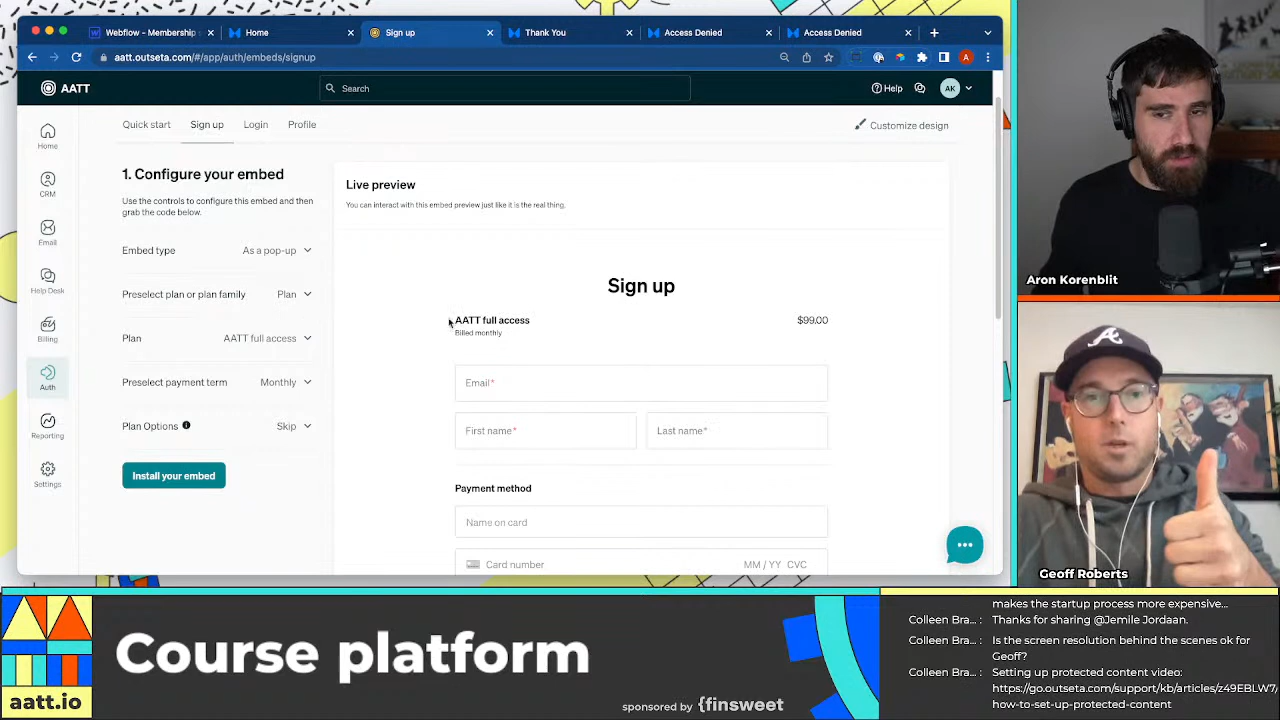 Webflow - Membership
Home
Sign up
Thank You
Access Denied
Access Denied
aatt.outseta.com/#/app/auth/embeds/signup
A
AATT
Search
Help
AK
Home
CRM
Email
Help Desk
Billing
Auth
Reporting
Settings
Quick start
Sign up
Login
Profile
Customize design
1. Configure your embed
Use the controls to configure this embed and then
grab the code below.
Embed type
As a pop-up
Preselect plan or plan family
Plan
Plan
AATT full access
Preselect payment term
Monthly
Plan Options
Skip
Install your embed
Live preview
You can interact with this embed preview just like it is the real thing.
Sign up
AATT full access
$99.00
Billed monthly
Email*
First name*
Last name*
Payment method
Name on card
Card number
MM / YY CVC
Aron Korenblit
A
Geoff Roberts
aatt.io
Course platform
sponsored by {finsweet
makes the startup process more expensive...
Colleen Bra... : Thanks for sharing @Jemile Jordaan.
Colleen Bra... : Is the screen resolution behind the scenes ok for
Geoff?
Colleen Bra... : Setting up protected content video:
https://go.outseta.com/support/kb/articles/z49EBLW7/
how-to-set-up-protected-content